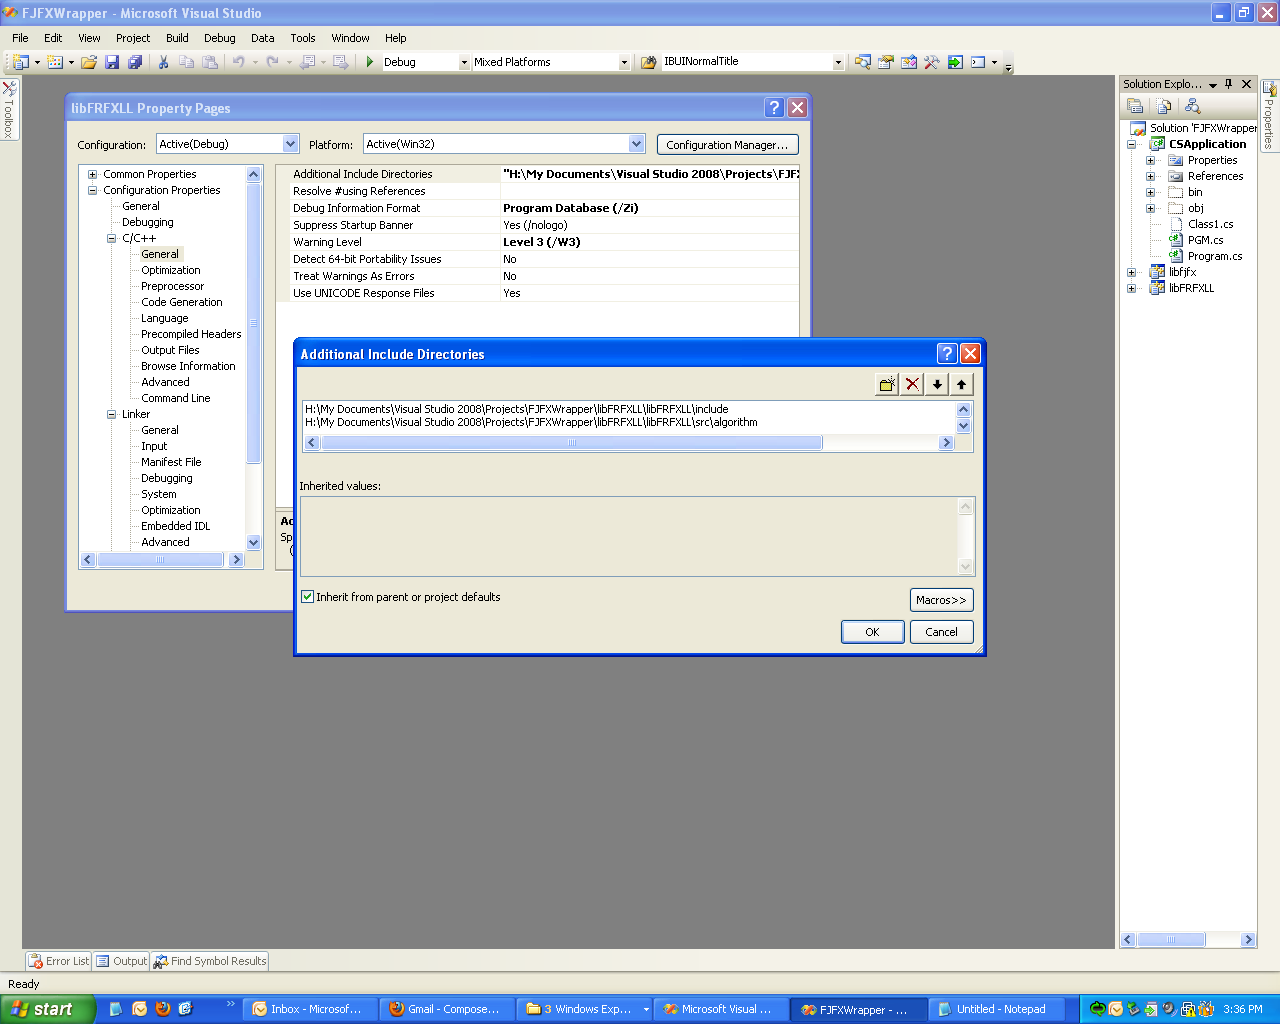 FJFXWrapper - Microsoft Visual Studio
File Edit View Project Build Debug Data Tools Window Help
Debug Mixed Platforms IBUINormalTitle
Toolbox
libFRFXLL Property Pages
Configuration: Active(Debug) Platform: Active(Win32) Configuration Manager...
Common Properties
Configuration Properties
General
Debugging
C/C++
General
Optimization
Preprocessor
Code Generation
Language
Precompiled Headers
Output Files
Browse Information
Advanced
Command Line
Linker
General
Input
Manifest File
Debugging
System
Optimization
Embedded IDL
Advanced
Additional Include Directories "H:\My Documents\Visual Studio 2008\Projects\FJF
Resolve #using References
Debug Information Format Program Database (/Zi)
Suppress Startup Banner Yes (/nologo)
Warning Level Level 3 (/W3)
Detect 64-bit Portability Issues No
Treat Warnings As Errors No
Use UNICODE Response Files Yes
Ac
Sp
(
Additional Include Directories
H:\My Documents\Visual Studio 2008\Projects\FJFXWrapper\libFRFXLL\libFRFXLL\include
H:\My Documents\Visual Studio 2008\Projects\FJFXWrapper\libFRFXLL\libFRFXLL\src\algorithm
Inherited values:
Inherit from parent or project defaults
Macros>>
OK Cancel
Solution Explo...
Solution 'FJFXWrapper
CSApplication
Properties
References
bin
obj
Class1.cs
PGM.cs
Program.cs
libfjfx
libFRFXLL
Properties
Error List Output Find Symbol Results
Ready
start
Inbox - Microsof... Gmail - Compose... 3 Windows Exp... Microsoft Visual ... FJFXWrapper - ... Untitled - Notepad 3:36 PM